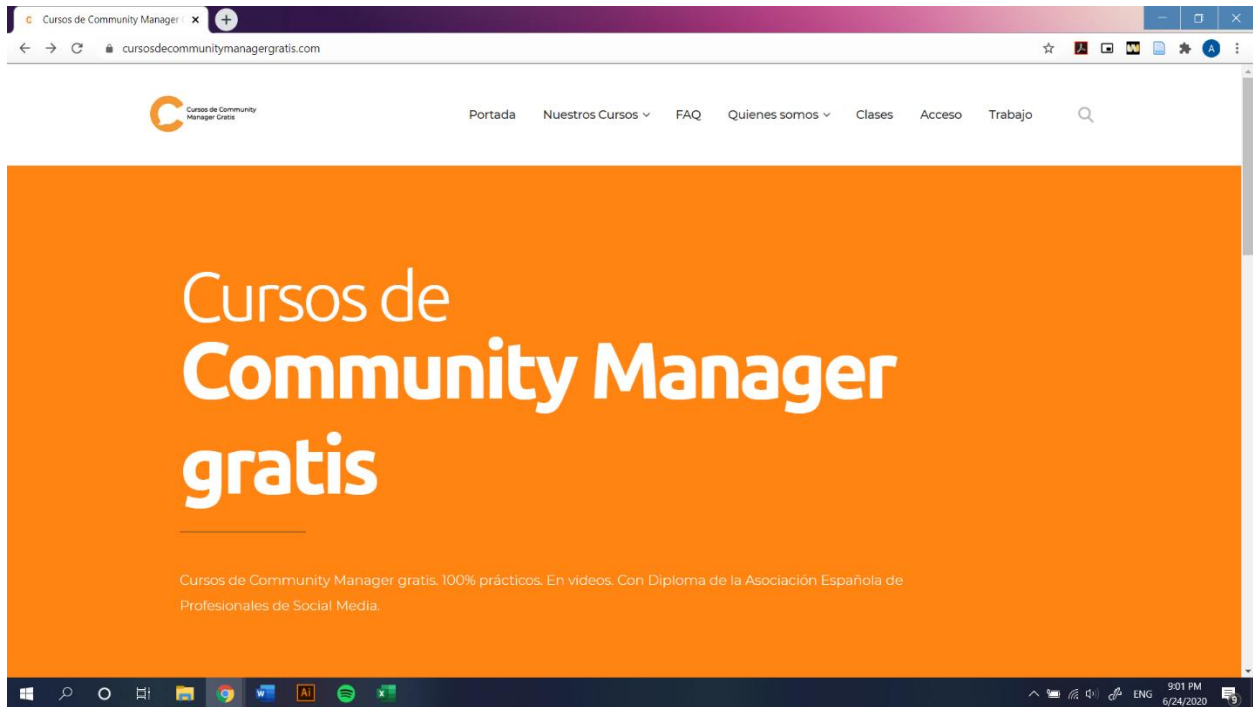 Cursos de Community Manager
cursosdecommunitymanagergratis.com
A
Cursos de Community
Manager Gratis
Portada Nuestros Cursos FAQ Quienes somos Clases Acceso Trabajo
Cursos de
Community Manager
gratis
Cursos de Community Manager gratis. 100% prácticos. En videos. Con Diploma de la Asociación Española de
Profesionales de Social Media.
Ai
ENG
9:01 PM
6/24/2020
9